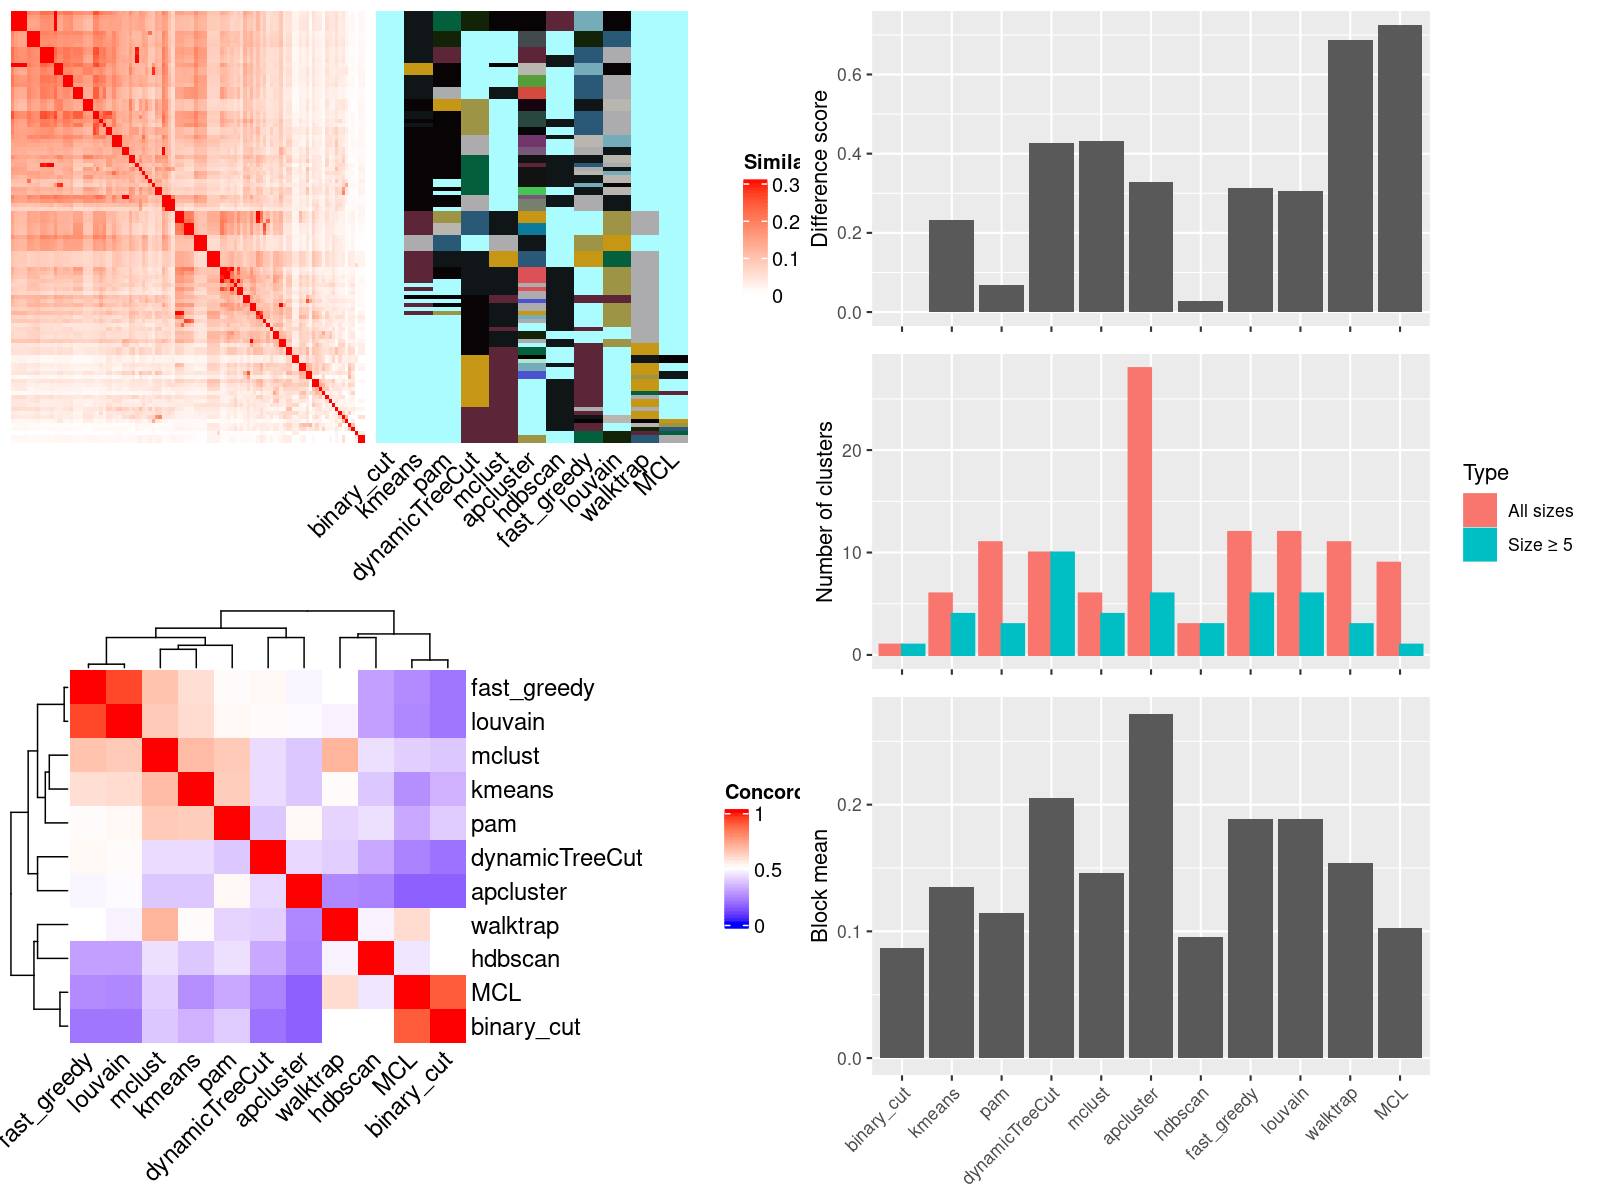 Simila
0.3
0.2
0.1
0
binary_cut
kmeans
pam
dynamicTreeCut
mclust
apcluster
hdbscan
fast_greedy
louvain
walktrap
MCL
Difference score
0.6
0.4
0.2
0.0
Number of clusters
20
10
0
Type
All sizes
Size ≥ 5
fast_greedy
louvain
mclust
kmeans
pam
dynamicTreeCut
apcluster
walktrap
hdbscan
MCL
binary_cut
fast_greedy
louvain
mclust
kmeans
pam
dynamicTreeCut
apcluster
walktrap
hdbscan
MCL
binary_cut
Concord
1
0.5
0
Block mean
0.2
0.1
0.0
binary_cut
kmeans
pam
dynamicTreeCut
mclust
apcluster
hdbscan
fast_greedy
louvain
walktrap
MCL